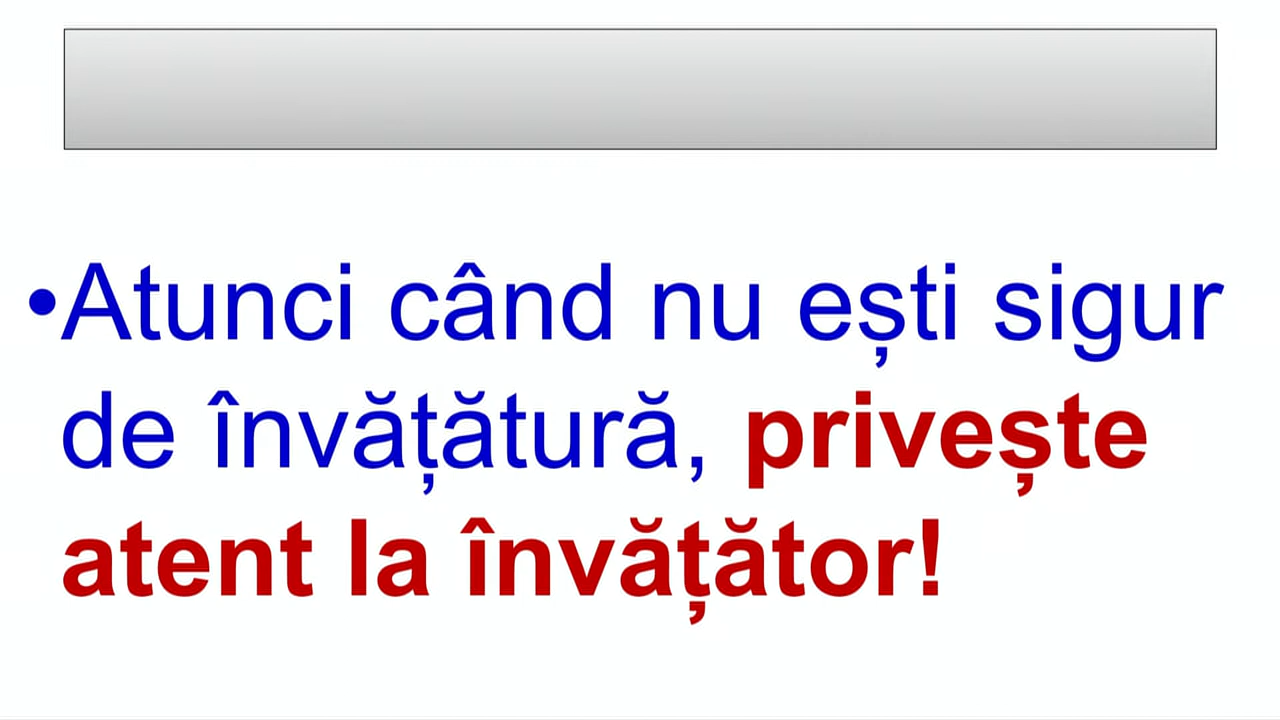 •Atunci când nu ești sigur
de învățătură, privește
atent la învățător!